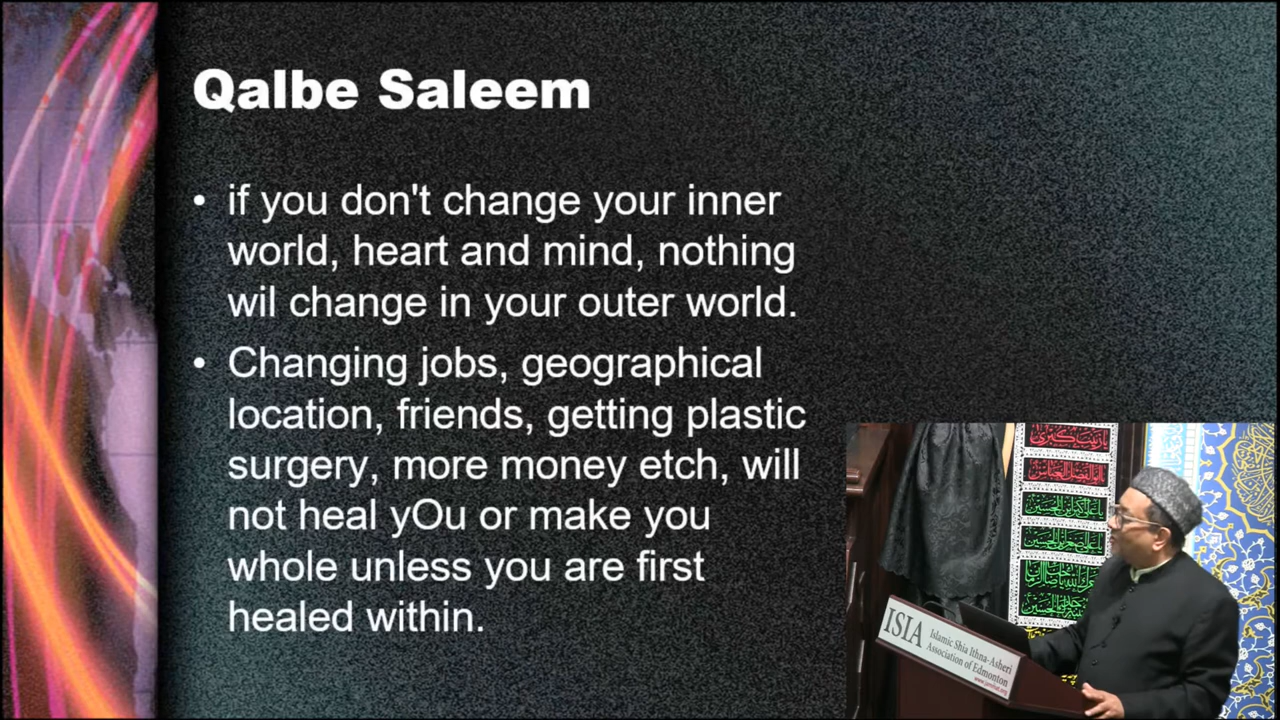 Qalbe Saleem
• if you don't change your inner
world, heart and mind, nothing
wil change in your outer world.
• Changing jobs, geographical
location, friends, getting plastic
surgery, more money etch, will
not heal yOu or make you
whole unless you are first
healed within.
ISIA
Islamic Shia Ithna-Asheri
Association of Edmonton